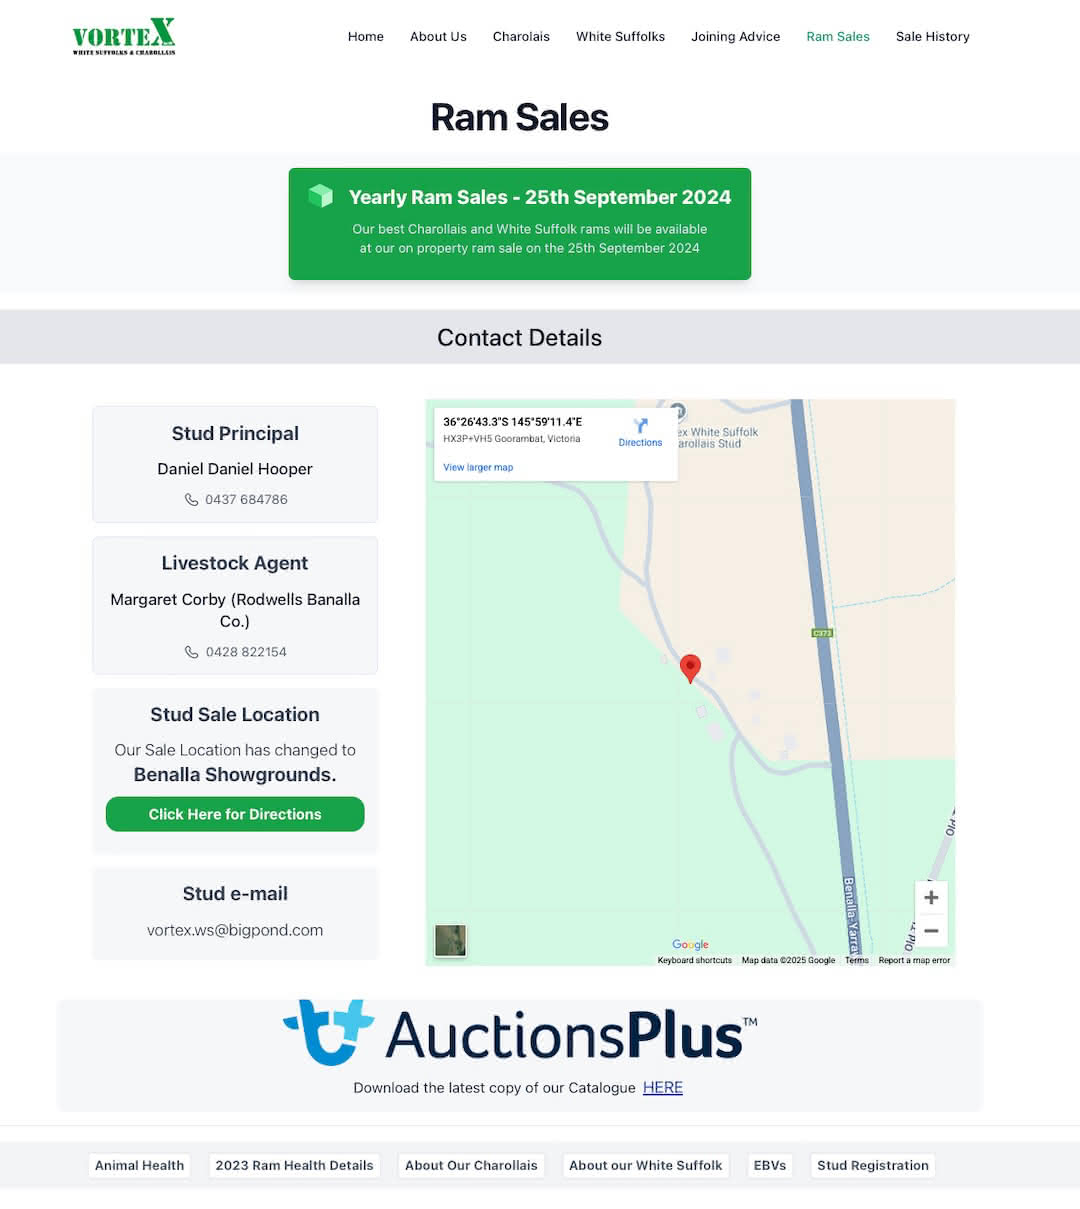 VORTEX
WHITE SUFFOLKS & CHAROLLAIS
Home About Us Charolais White Suffolks Joining Advice Ram Sales Sale History
Ram Sales
Yearly Ram Sales - 25th September 2024
Our best Charollais and White Suffolk rams will be available
at our on property ram sale on the 25th September 2024
Contact Details
Stud Principal
Daniel Daniel Hooper
0437 684786
Livestock Agent
Margaret Corby (Rodwells Banalla
Co.)
0428 822154
Stud Sale Location
Our Sale Location has changed to
Benalla Showgrounds.
Click Here for Directions
Stud e-mail
vortex.ws@bigpond.com
36°26'43.3"S 145°59'11.4"E
HX3P+VH5 Goorambat, Victoria
Directions
View larger map
ex White Suffolk
arollais Stud
C373
Benalla-Yarra
Google
Keyboard shortcuts Map data ©2025 Google Terms Report a map error
AuctionsPlus™
Download the latest copy of our Catalogue HERE
Animal Health 2023 Ram Health Details About Our Charollais About our White Suffolk EBVs Stud Registration